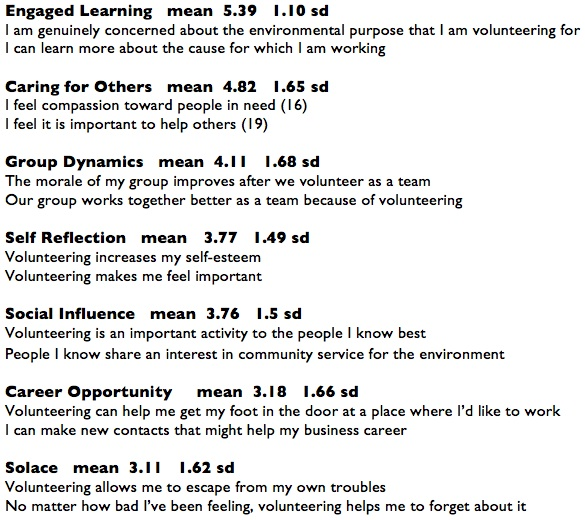 Engaged Learning mean 5.39 1.10 sd
I am genuinely concerned about the environmental purpose that I am volunteering for
I can learn more about the cause for which I am working
Caring for Others mean 4.82 1.65 sd
I feel compassion toward people in need (16)
I feel it is important to help others (19)
Group Dynamics mean 4.11 1.68 sd
The morale of my group improves after we volunteer as a team
Our group works together better as a team because of volunteering
Self Reflection mean 3.77 1.49 sd
Volunteering increases my self-esteem
Volunteering makes me feel important
Social Influence mean 3.76 1.5 sd
Volunteering is an important activity to the people I know best
People I know share an interest in community service for the environment
Career Opportunity mean 3.18 1.66 sd
Volunteering can help me get my foot in the door at a place where I'd like to work
I can make new contacts that might help my business career
Solace mean 3.11 1.62 sd
Volunteering allows me to escape from my own troubles
No matter how bad I've been feeling, volunteering helps me to forget about it